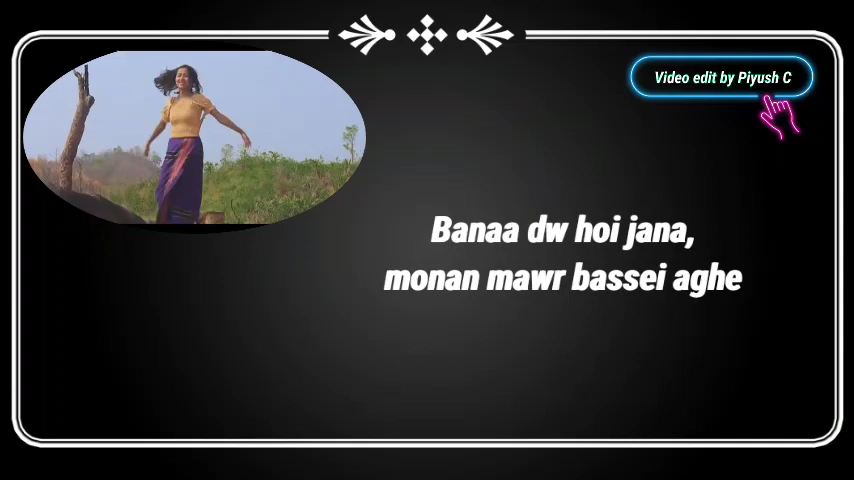 Video edit by Piyush C
Banaa dw hoi jana,
monan mawr bassei aghe